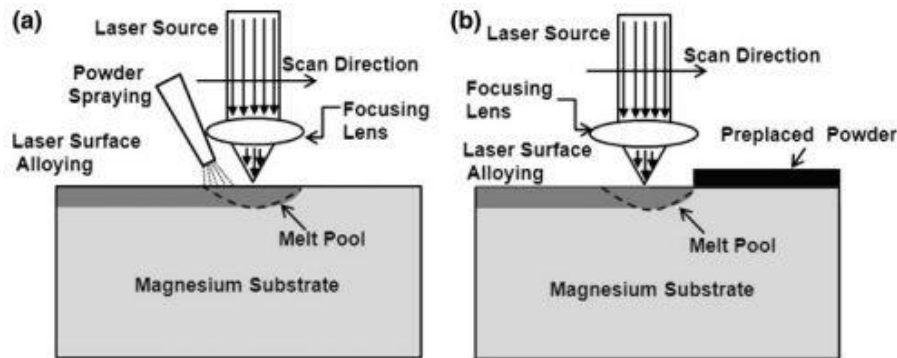 (a)
Laser Source
Scan Direction
Powder
Spraying
Focusing
Lens
Laser Surface
Alloying
Melt Pool
Magnesium Substrate
(b)
Laser Source
Scan Direction
Focusing
Lens
Preplaced Powder
Laser Surface
Alloying
Melt Pool
Magnesium Substrate